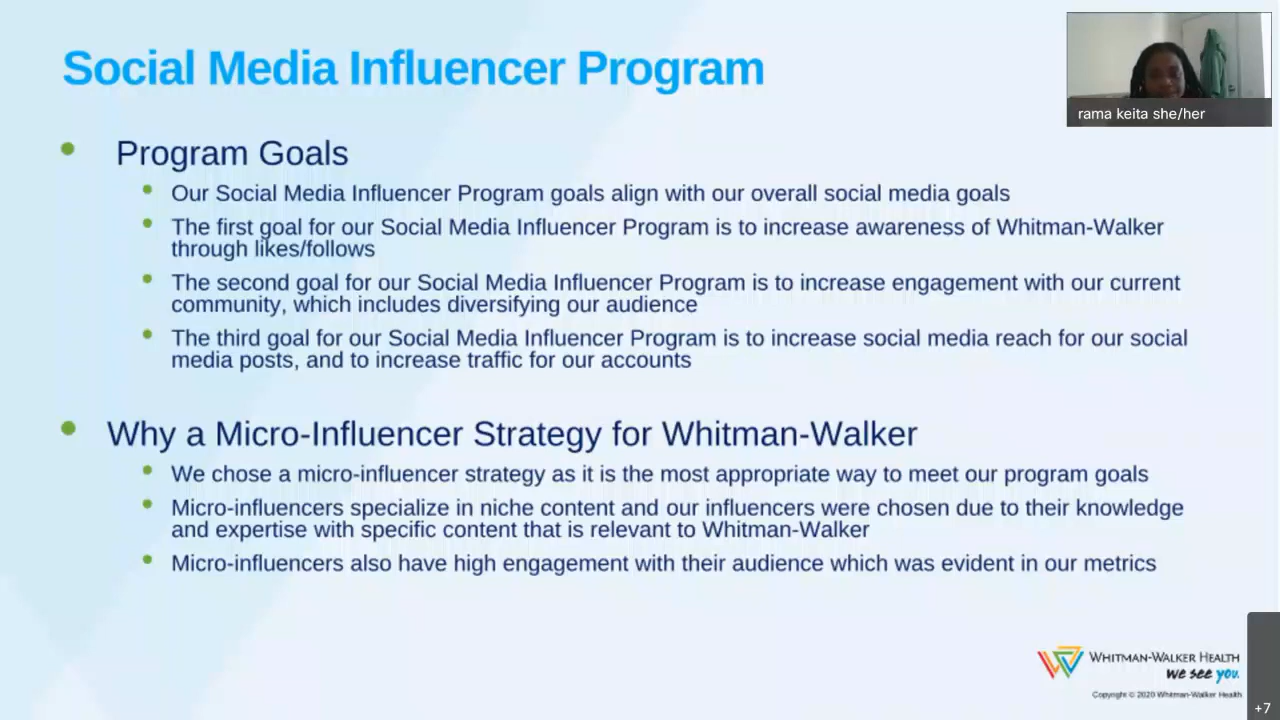 Social Media Influencer Program
rama keita she/her
Program Goals
Our Social Media Influencer Program goals align with our overall social media goals
The first goal for our Social Media Influencer Program is to increase awareness of Whitman-Walker
through likes/follows
The second goal for our Social Media Influencer Program is to increase engagement with our current
community, which includes diversifying our audience
The third goal for our Social Media Influencer Program is to increase social media reach for our social
media posts, and to increase traffic for our accounts
Why a Micro-Influencer Strategy for Whitman-Walker
We chose a micro-influencer strategy as it is the most appropriate way to meet our program goals
Micro-influencers specialize in niche content and our influencers were chosen due to their knowledge
and expertise with specific content that is relevant to Whitman-Walker
Micro-influencers also have high engagement with their audience which was evident in our metrics
WHITMAN-WALKER HEALTH
we see you.
Copyright © 2020 Whitman-Walker Health
+7